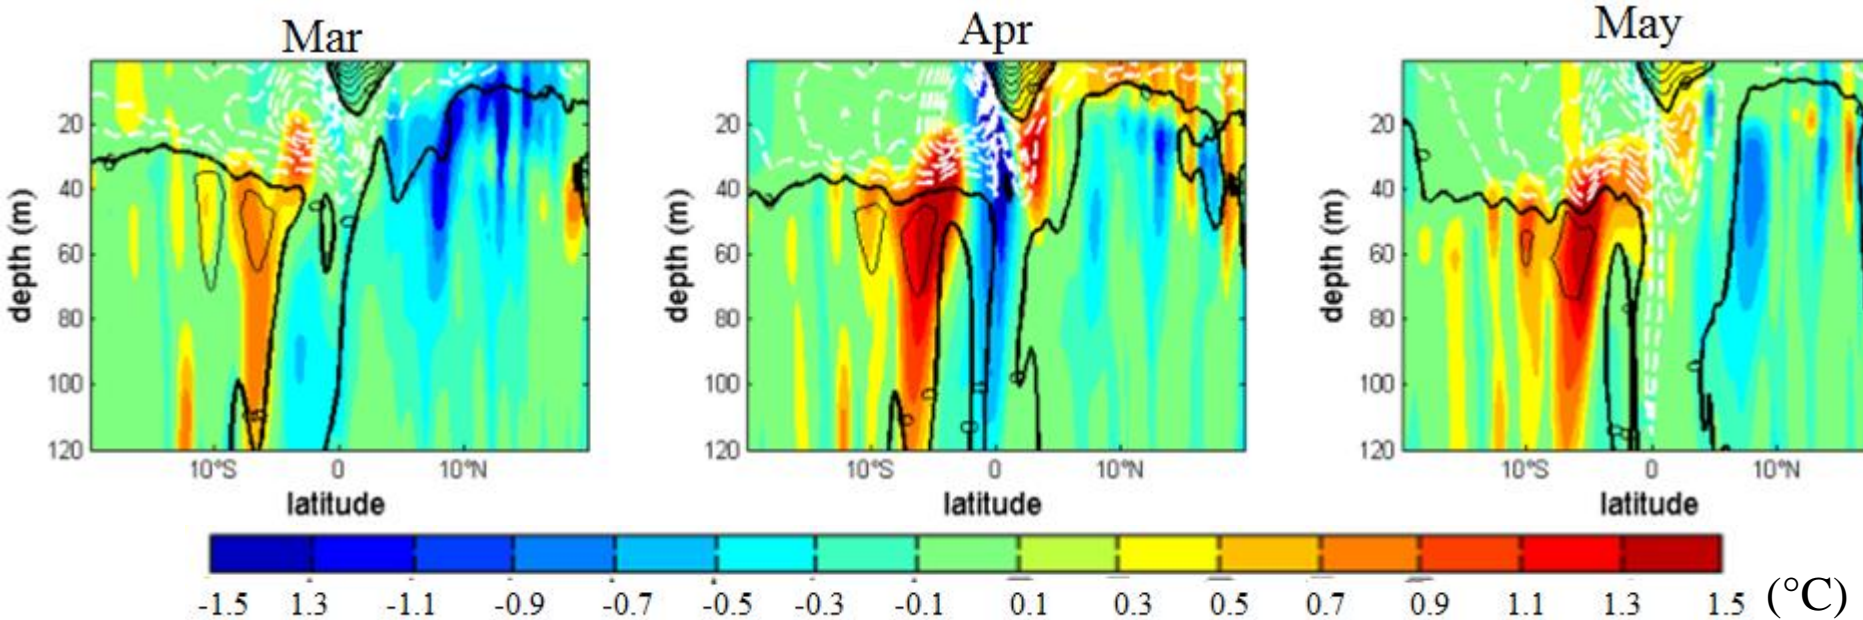 Mar Apr May
20 20 20
40 40 40
60 60 60
80 80 80
100 100 100
120 120 120
depth (m) depth (m) depth (m)
10°S 0 10°N 10°S 0 10°N 10°S 0 10°N
latitude latitude latitude
-1.5 1.3 -1.1 -0.9 -0.7 -0.5 -0.3 -0.1 0.1 0.3 0.5 0.7 0.9 1.1 1.3 1.5 (°C)